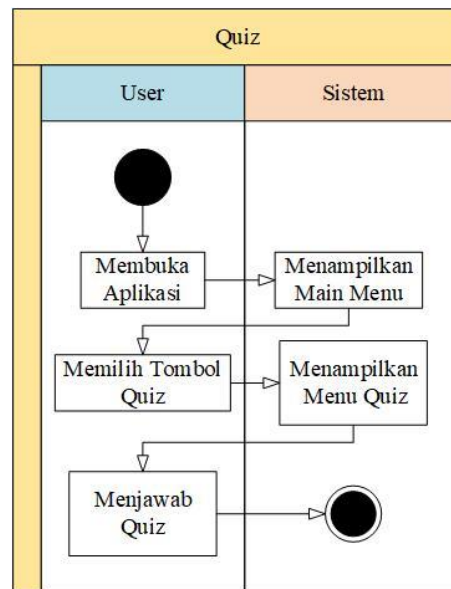 Quiz
User
Sistem
Membuka
Aplikasi
Menampilkan
Main Menu
Memilih Tombol
Quiz
Menampilkan
Menu Quiz
Menjawab
Quiz